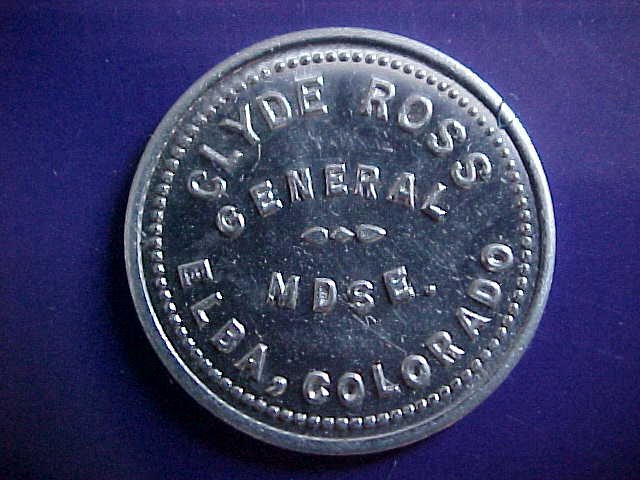 CLYDE ROSS
GENERAL
MDSE.
ELBA, COLORADO